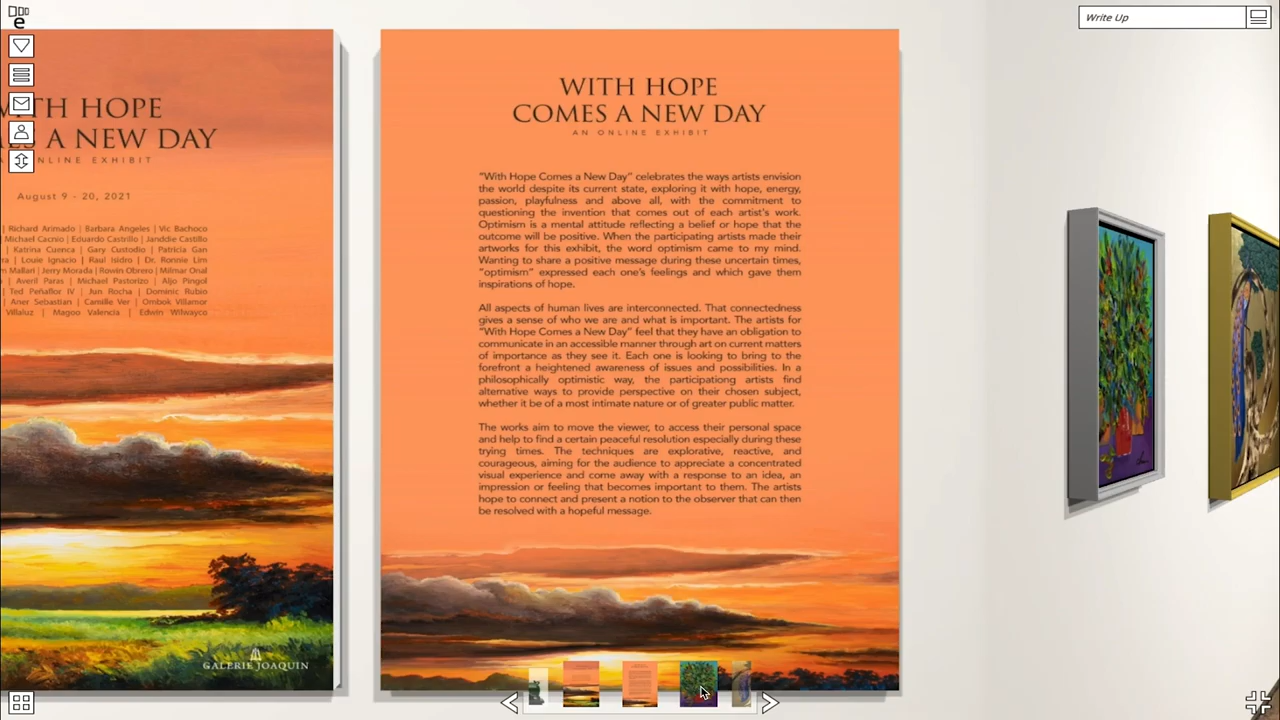 e
Write Up
TH HOPE
S A NEW DAY
NLINE EXHIBIT
August 9 - 20, 2021
| Richard Arimado | Barbara Angeles | Vic Bachoco
Michael Cacnio | Eduardo Castrillo | Janddie Castillo
| Katrina Cuenca | Gary Custodio | Patricia Gan
| Louie Ignacio | Raul Isidro | Dr. Ronnie Lim
m Mallari | Jerry Morada | Rowin Obrero | Milmar Onal
| Averil Paras | Michael Pastorizo | Aljo Pingol
| Ted Peñaflor IV | Jun Rocha | Dominic Rubio
| Aner Sebastian | Camille Ver | Ombok Villamor
Villaluz | Magoo Valencia | Edwin Wilwayco
GALERIE JOAQUIN
WITH HOPE
COMES A NEW DAY
AN ONLINE EXHIBIT
“With Hope Comes a New Day” celebrates the ways artists envision
the world despite its current state, exploring it with hope, energy,
passion, playfulness and above all, with the commitment to
questioning the invention that comes out of each artist's work.
Optimism is a mental attitude reflecting a belief or hope that the
outcome will be positive. When the participating artists made their
artworks for this exhibit, the word optimism came to my mind.
Wanting to share a positive message during these uncertain times,
“optimism” expressed each one's feelings and which gave them
inspirations of hope.
All aspects of human lives are interconnected. That connectedness
gives a sense of who we are and what is important. The artists for
“With Hope Comes a New Day” feel that they have an obligation to
communicate in an accessible manner through art on current matters
of importance as they see it. Each one is looking to bring to the
forefront a heightened awareness of issues and possibilities. In a
philosophically optimistic way, the participationg artists find
alternative ways to provide perspective on their chosen subject,
whether it be of a most intimate nature or of greater public matter.
The works aim to move the viewer, to access their personal space
and help to find a certain peaceful resolution especially during these
trying times. The techniques are explorative, reactive, and
courageous, aiming for the audience to appreciate a concentrated
visual experience and come away with a response to an idea, an
impression or feeling that becomes important to them. The artists
hope to connect and present a notion to the observer that can then
be resolved with a hopeful message.